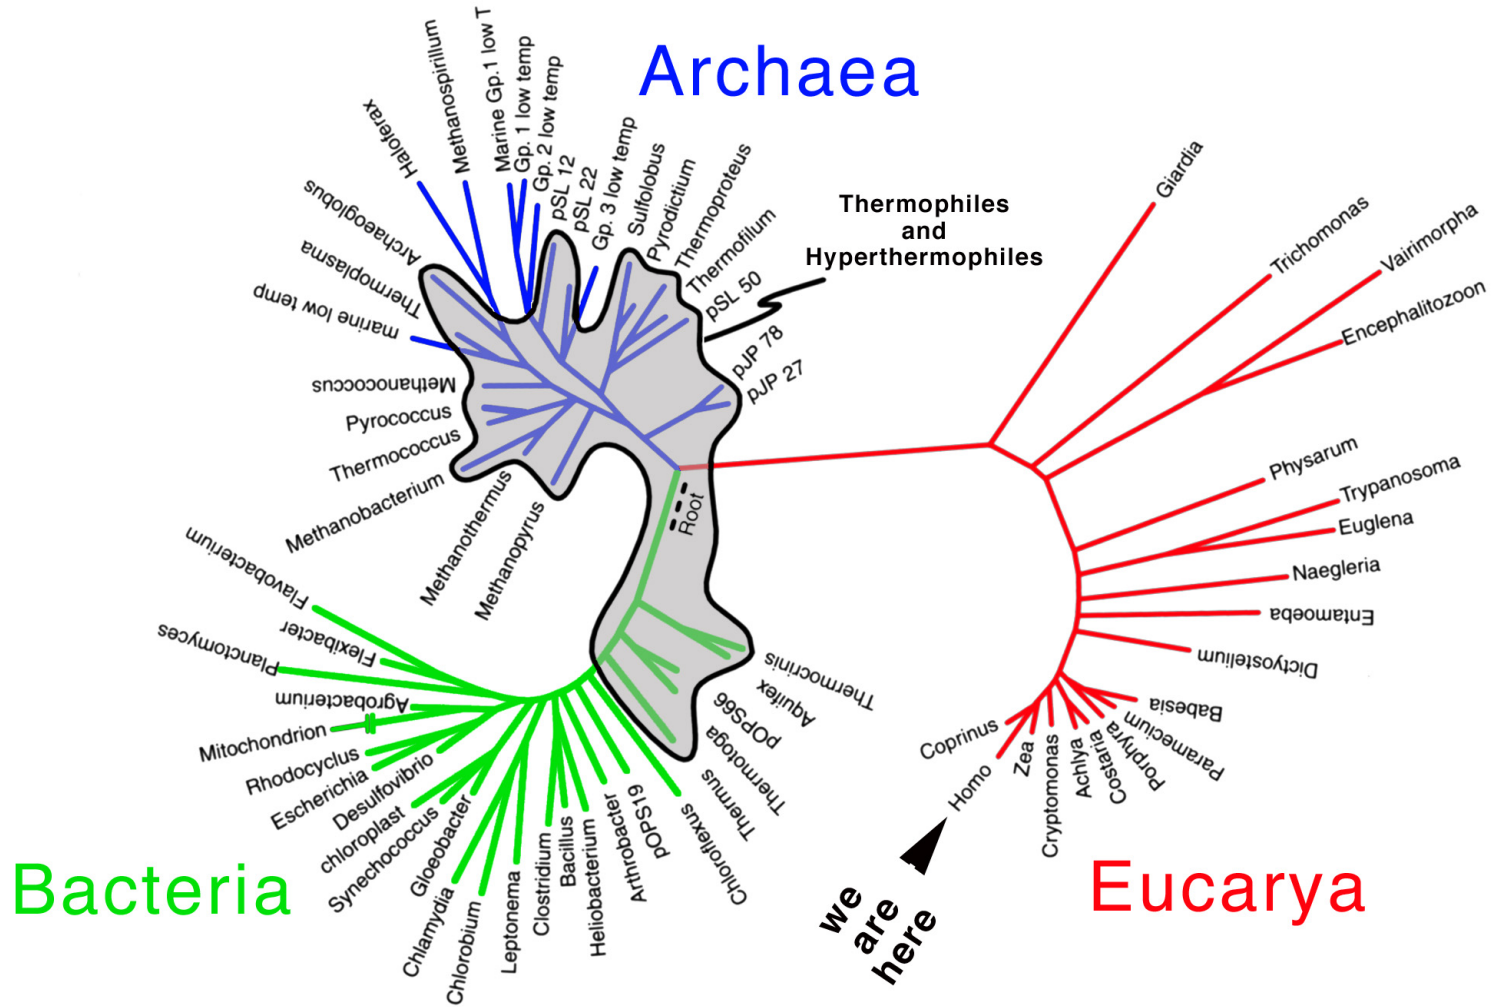 Archaea
Haloferax
Methanospirillum
Marine Gp. 1 low T
Gp. 1 low temp
Gp. 2 low temp
pSL 12
pSL 22
Gp. 3 low temp
Sulfolobus
Pyrodictium
Thermoproteus
Thermofilum
pSL 50
pJP 78
pJP 27
Archaeoglobus
Thermoplasma
marine low temp
Methanococcus
Pyrococcus
Thermococcus
Methanobacterium
Methanothermus
Methanopyrus
Thermophiles
and
Hyperthermophiles
Root
Giardia
Trichomonas
Vairimorpha
Encephalitozoon
Physarum
Trypanosoma
Euglena
Naegleria
Entamoeba
Dictyostelium
Babesia
Paramecium
Porphyra
Costaria
Achlya
Cryptomonas
Zea
Homo
Coprinus
we
are
here
Eucarya
Flavobacterium
Flexibacter
Planctomyces
Agrobacterium
Mitochondrion
Rhodocyclus
Escherichia
Desulfovibrio
chloroplast
Synechococcus
Gloeobacter
Chlamydia
Chlorobium
Leptonema
Clostridium
Bacillus
Heliobacterium
Arthrobacter
pOPS19
Chloroflexus
Thermus
Thermotoga
pOPS66
Aquifex
Thermocrinis
Bacteria